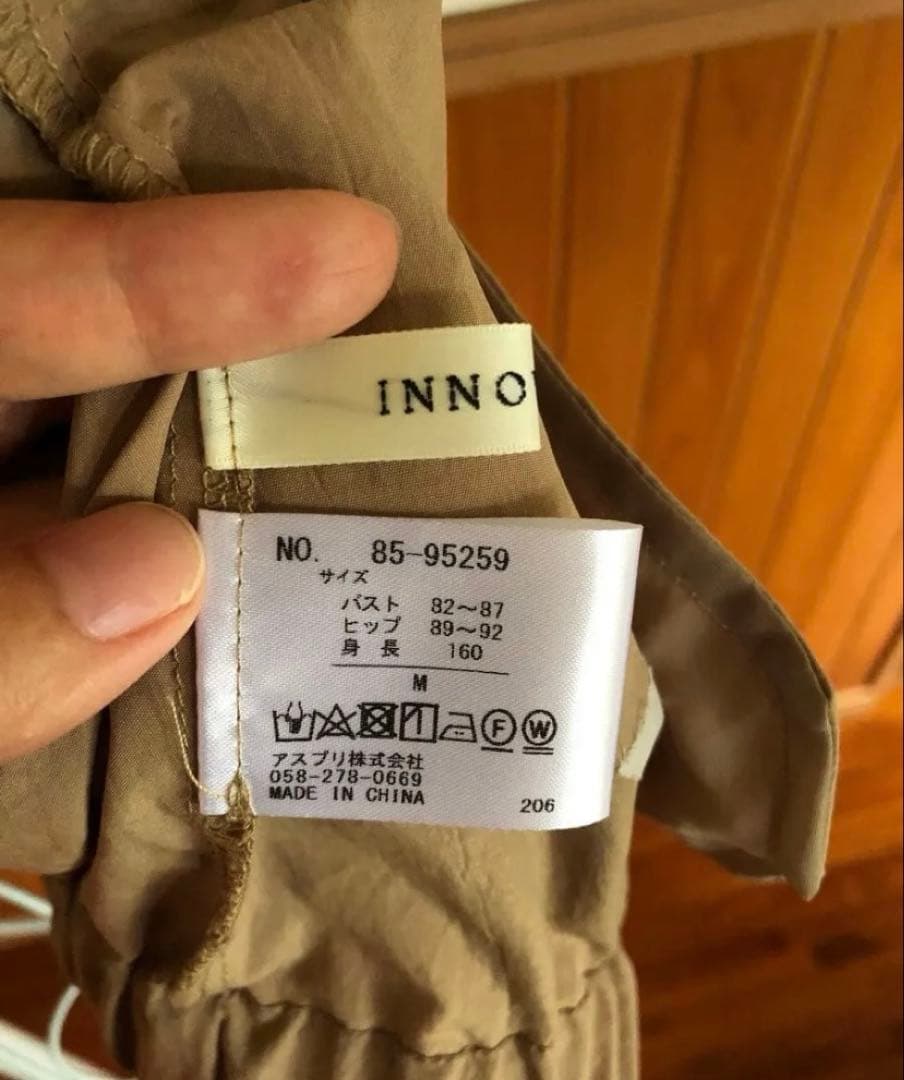 INNO
NO. 85-95259
サイズ
バスト 82～87
ヒップ 89～92
身長 160
M
F W
アスプリ株式会社
058-278-0669
MADE IN CHINA 206